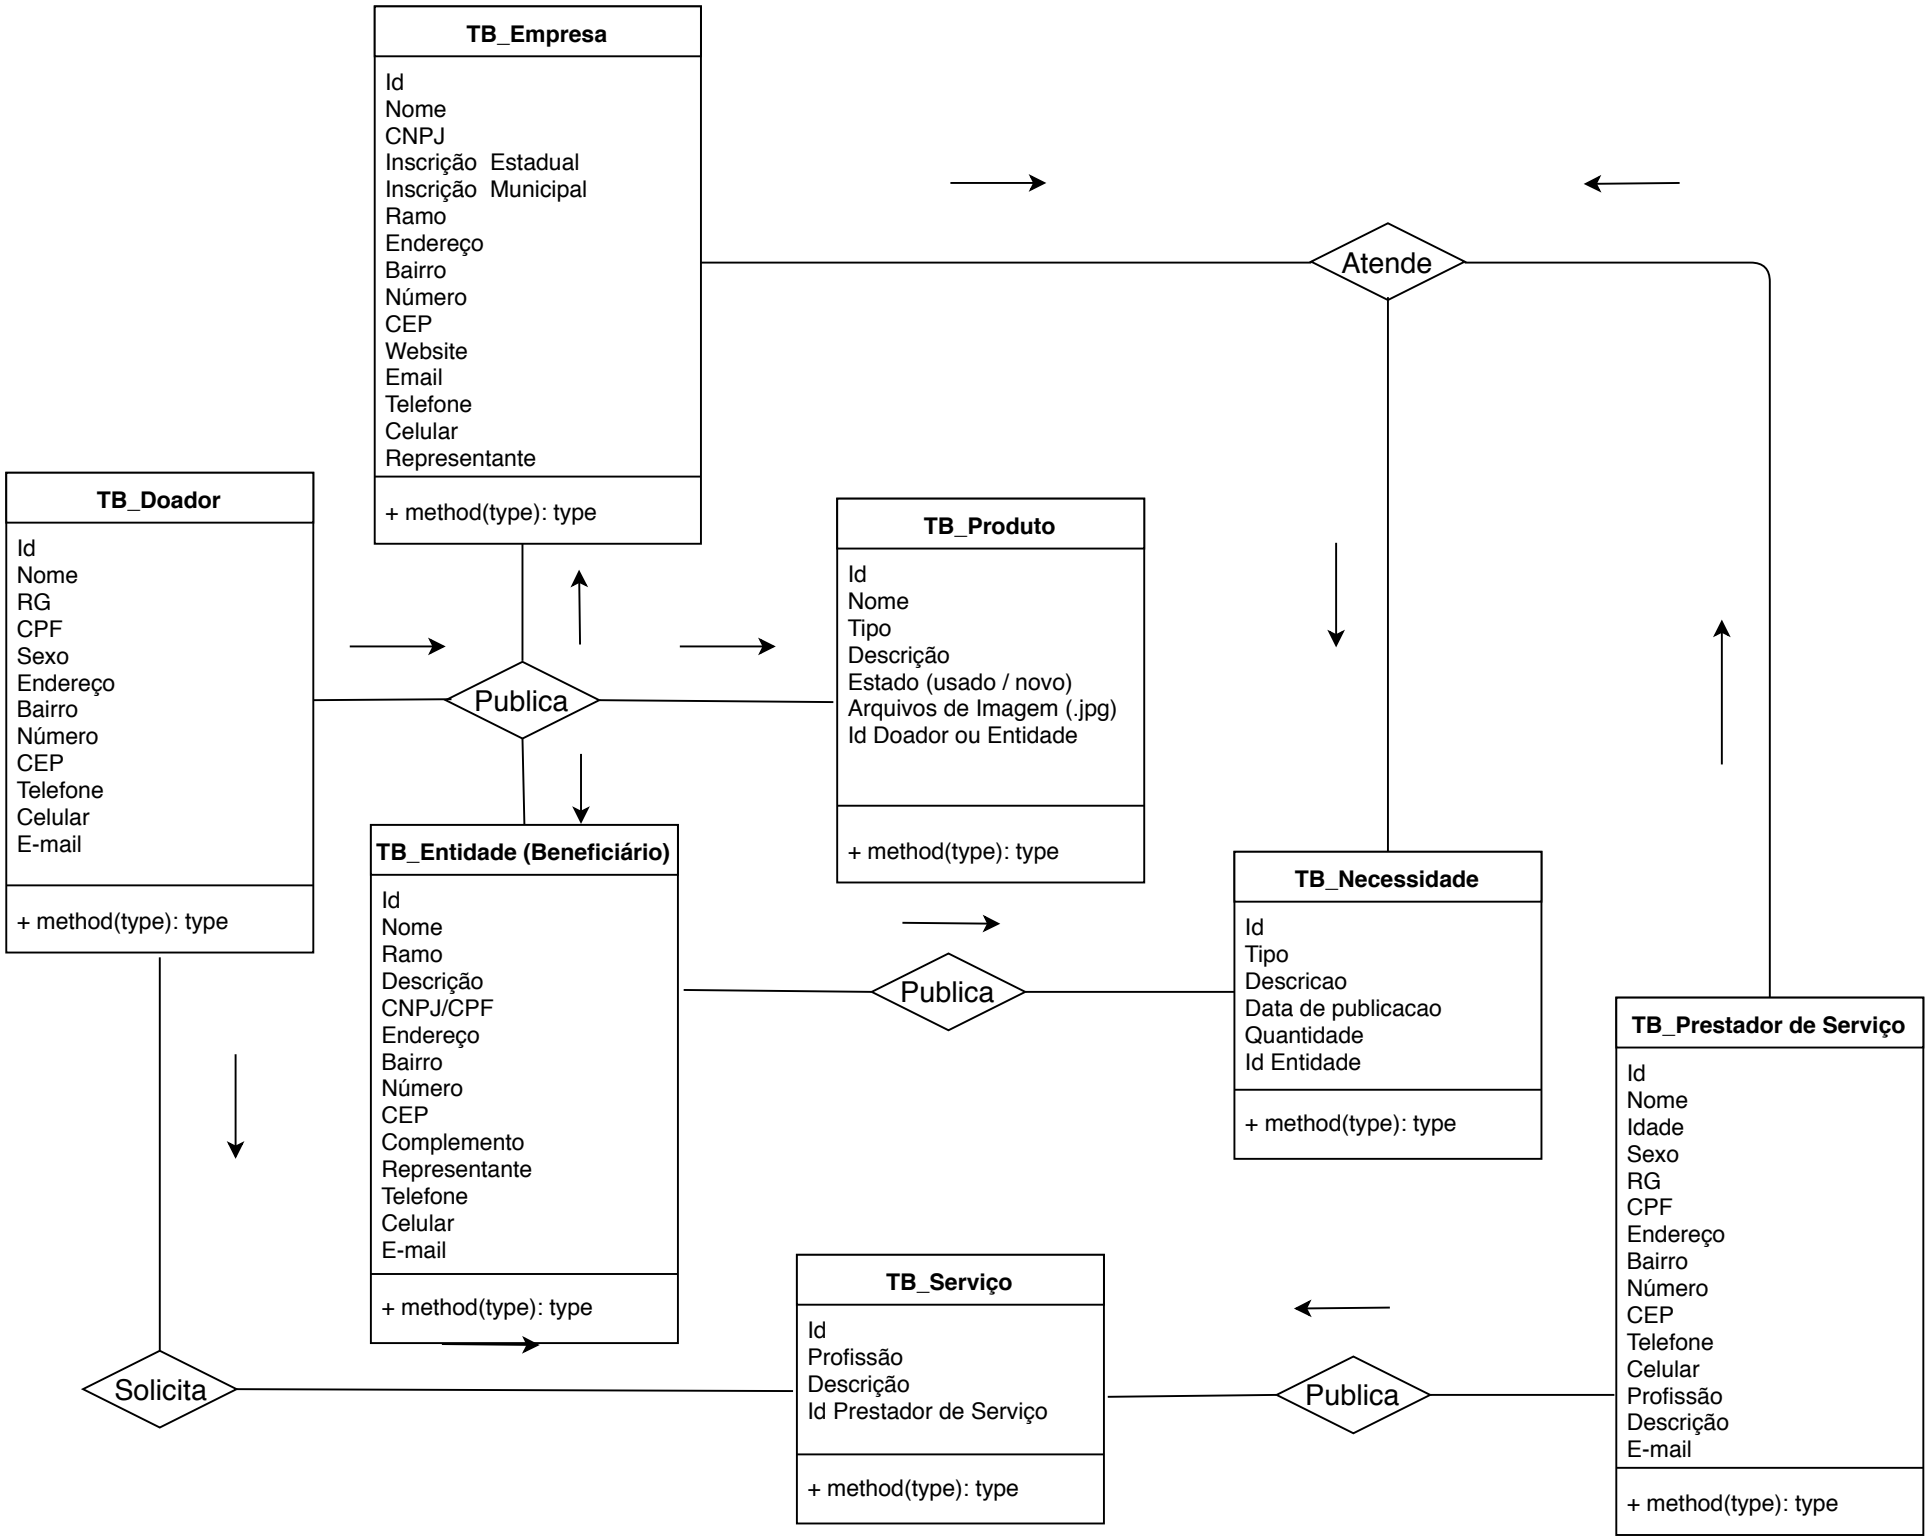 TB_Empresa
Id
Nome
CNPJ
Inscrição  Estadual
Inscrição  Municipal
Ramo
Endereço
Bairro
Número
CEP
Website
Email
Telefone
Celular
Representante
+ method(type): type
Atende
TB_Doador
Id
Nome
RG
CPF
Sexo
Endereço
Bairro
Número
CEP
Telefone
Celular
E-mail
+ method(type): type
Publica
TB_Produto
Id
Nome
Tipo
Descrição
Estado (usado / novo)
Arquivos de Imagem (.jpg)
Id Doador ou Entidade
+ method(type): type
TB_Entidade (Beneficiário)
Id
Nome
Ramo
Descrição
CNPJ/CPF
Endereço
Bairro
Número
CEP
Complemento
Representante
Telefone
Celular
E-mail
+ method(type): type
Publica
TB_Necessidade
Id
Tipo
Descricao
Data de publicacao
Quantidade
Id Entidade
+ method(type): type
TB_Prestador de Serviço
Id
Nome
Idade
Sexo
RG
CPF
Endereço
Bairro
Número
CEP
Telefone
Celular
Profissão
Descrição
E-mail
+ method(type): type
Solicita
TB_Serviço
Id
Profissão
Descrição
Id Prestador de Serviço
+ method(type): type
Publica